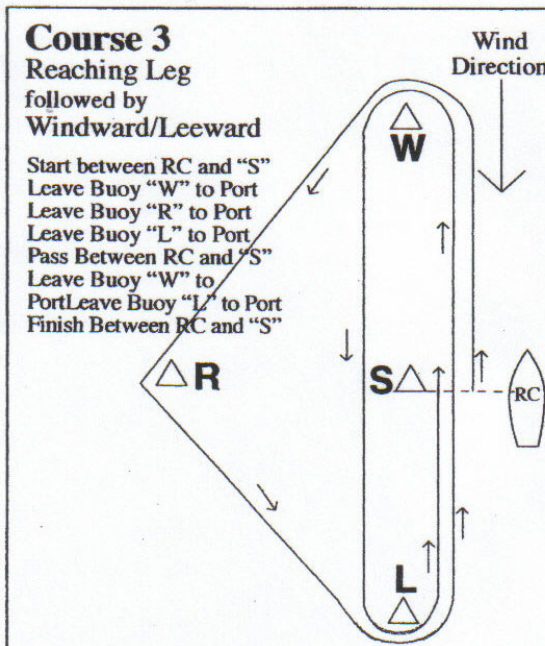 Course 3
Reaching Leg
followed by
Windward/Leeward
Start between RC and "S"
Leave Buoy "W" to Port
Leave Buoy "R" to Port
Leave Buoy "L" to Port
Pass Between RC and "S"
Leave Buoy "W" to
PortLeave Buoy "L" to Port
Finish Between RC and "S"
Wind
Direction
W
R
S
RC
L